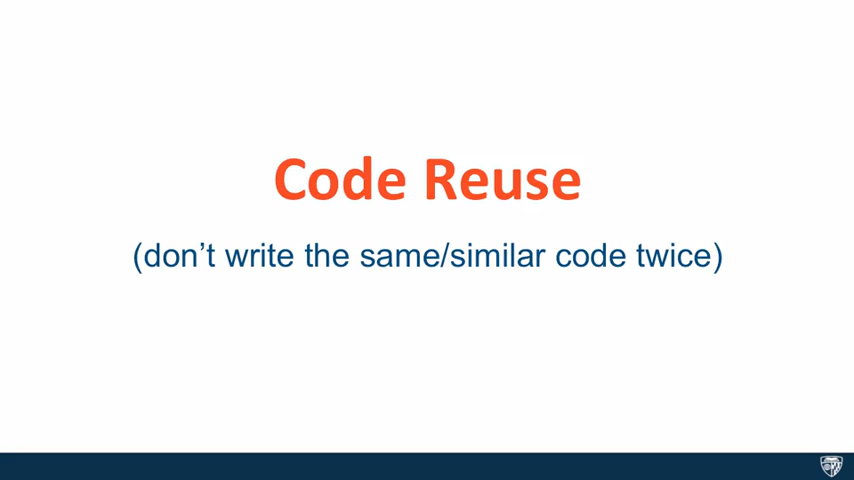 Code Reuse
(don’t write the same/similar code twice)